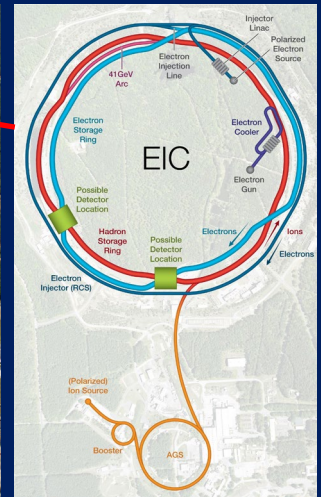 Injector
Linac
Polarized
Electron
Source
Electron
Injection
Line
41GeV
Arc
Electron
Storage
Ring
Electron
Cooler
EIC
Electron
Gun
Possible
Detector
Location
Hadron
Storage
Ring
Possible
Detector
Location
Electrons
Ions
Electrons
Electron
Injector (RCS)
(Polarized)
Ion Source
Booster
AGS